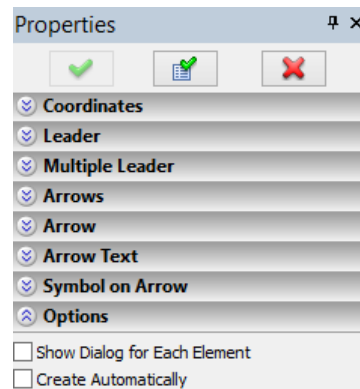 Properties
Coordinates
Leader
Multiple Leader
Arrows
Arrow
Arrow Text
Symbol on Arrow
Options
Show Dialog for Each Element
Create Automatically